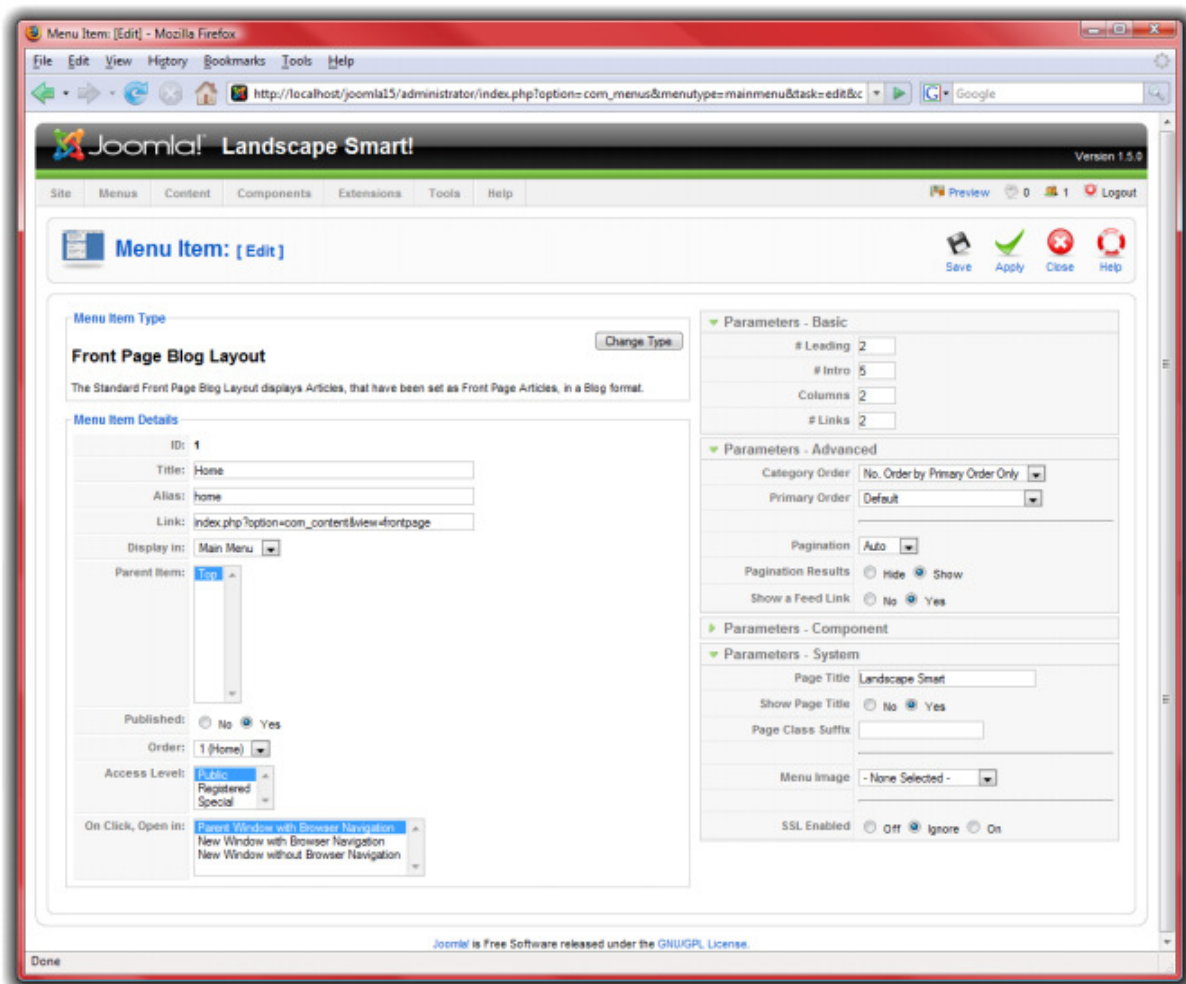 Menu Item: [Edit] - Mozilla Firefox
File Edit View History Bookmarks Tools Help
http://localhost/joomla15/administrator/index.php?option=com_menus&menutype=mainmenu&task=edit&c
G Google
Joomla! Landscape Smart!
Version 1.5.0
Site Menus Content Components Extensions Tools Help Preview 0 1 Logout
Menu Item: [ Edit ]
Save Apply Close Help
Menu Item Type
Change Type
Front Page Blog Layout
The Standard Front Page Blog Layout displays Articles, that have been set as Front Page Articles, in a Blog format.
Menu Item Details
ID: 1
Title: Home
Alias: home
Link: index.php?option=com_content&view=frontpage
Display in: Main Menu
Parent Item: Top
Published: No Yes
Order: 1 (Home)
Access Level: Public
Registered
Special
On Click, Open in: Parent Window with Browser Navigation
New Window with Browser Navigation
New Window without Browser Navigation
Parameters - Basic
# Leading 2
# Intro 5
Columns 2
# Links 2
Parameters - Advanced
Category Order No, Order by Primary Order Only
Primary Order Default
Pagination Auto
Pagination Results Hide Show
Show a Feed Link No Yes
Parameters - Component
Parameters - System
Page Title Landscape Smart
Show Page Title No Yes
Page Class Suffix
Menu Image - None Selected -
SSL Enabled Off Ignore On
Joomla! is Free Software released under the GNU/GPL License.
Done